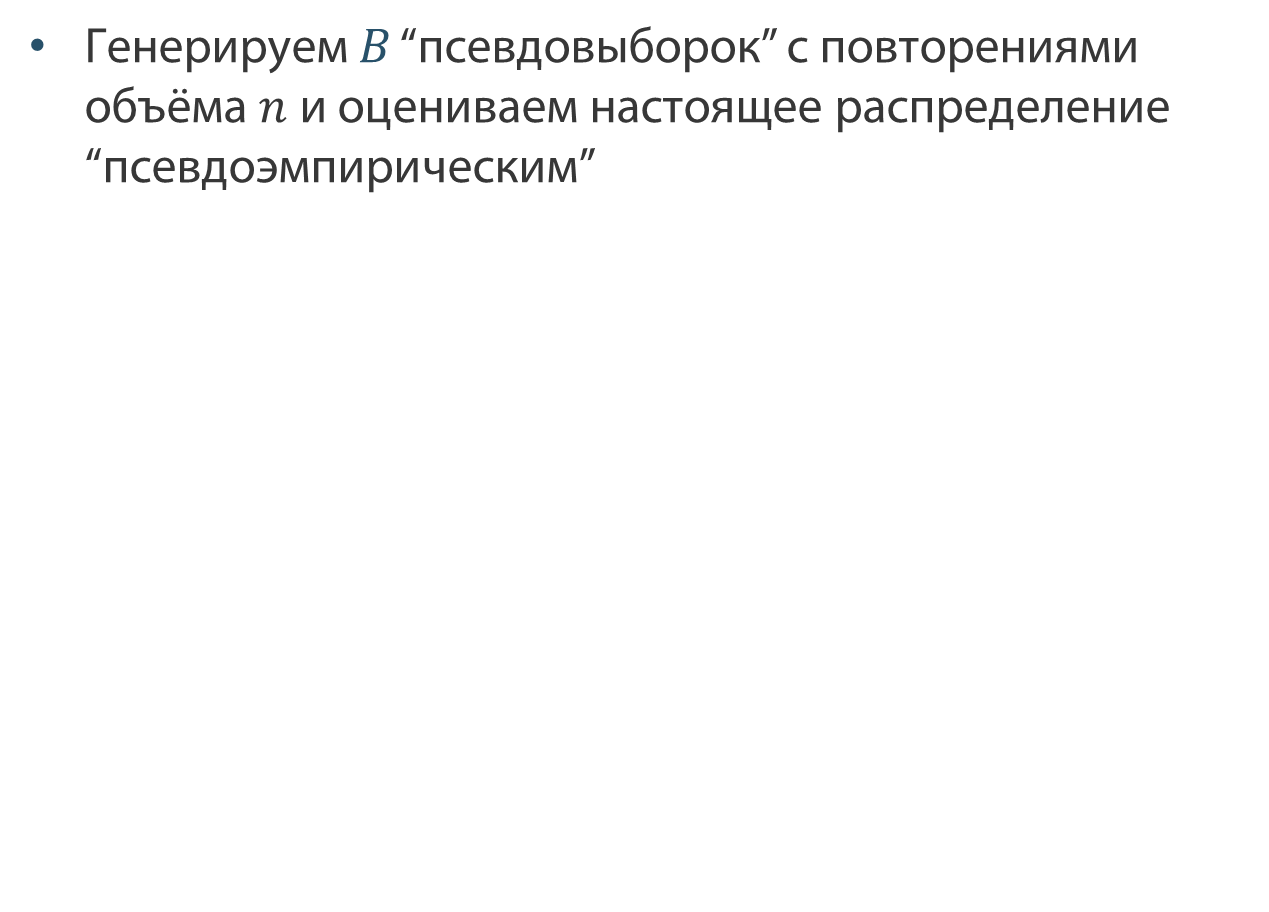 • Генерируем B “псевдовыборок” с повторениями
объёма n и оцениваем настоящее распределение
“псевдоэмпирическим”